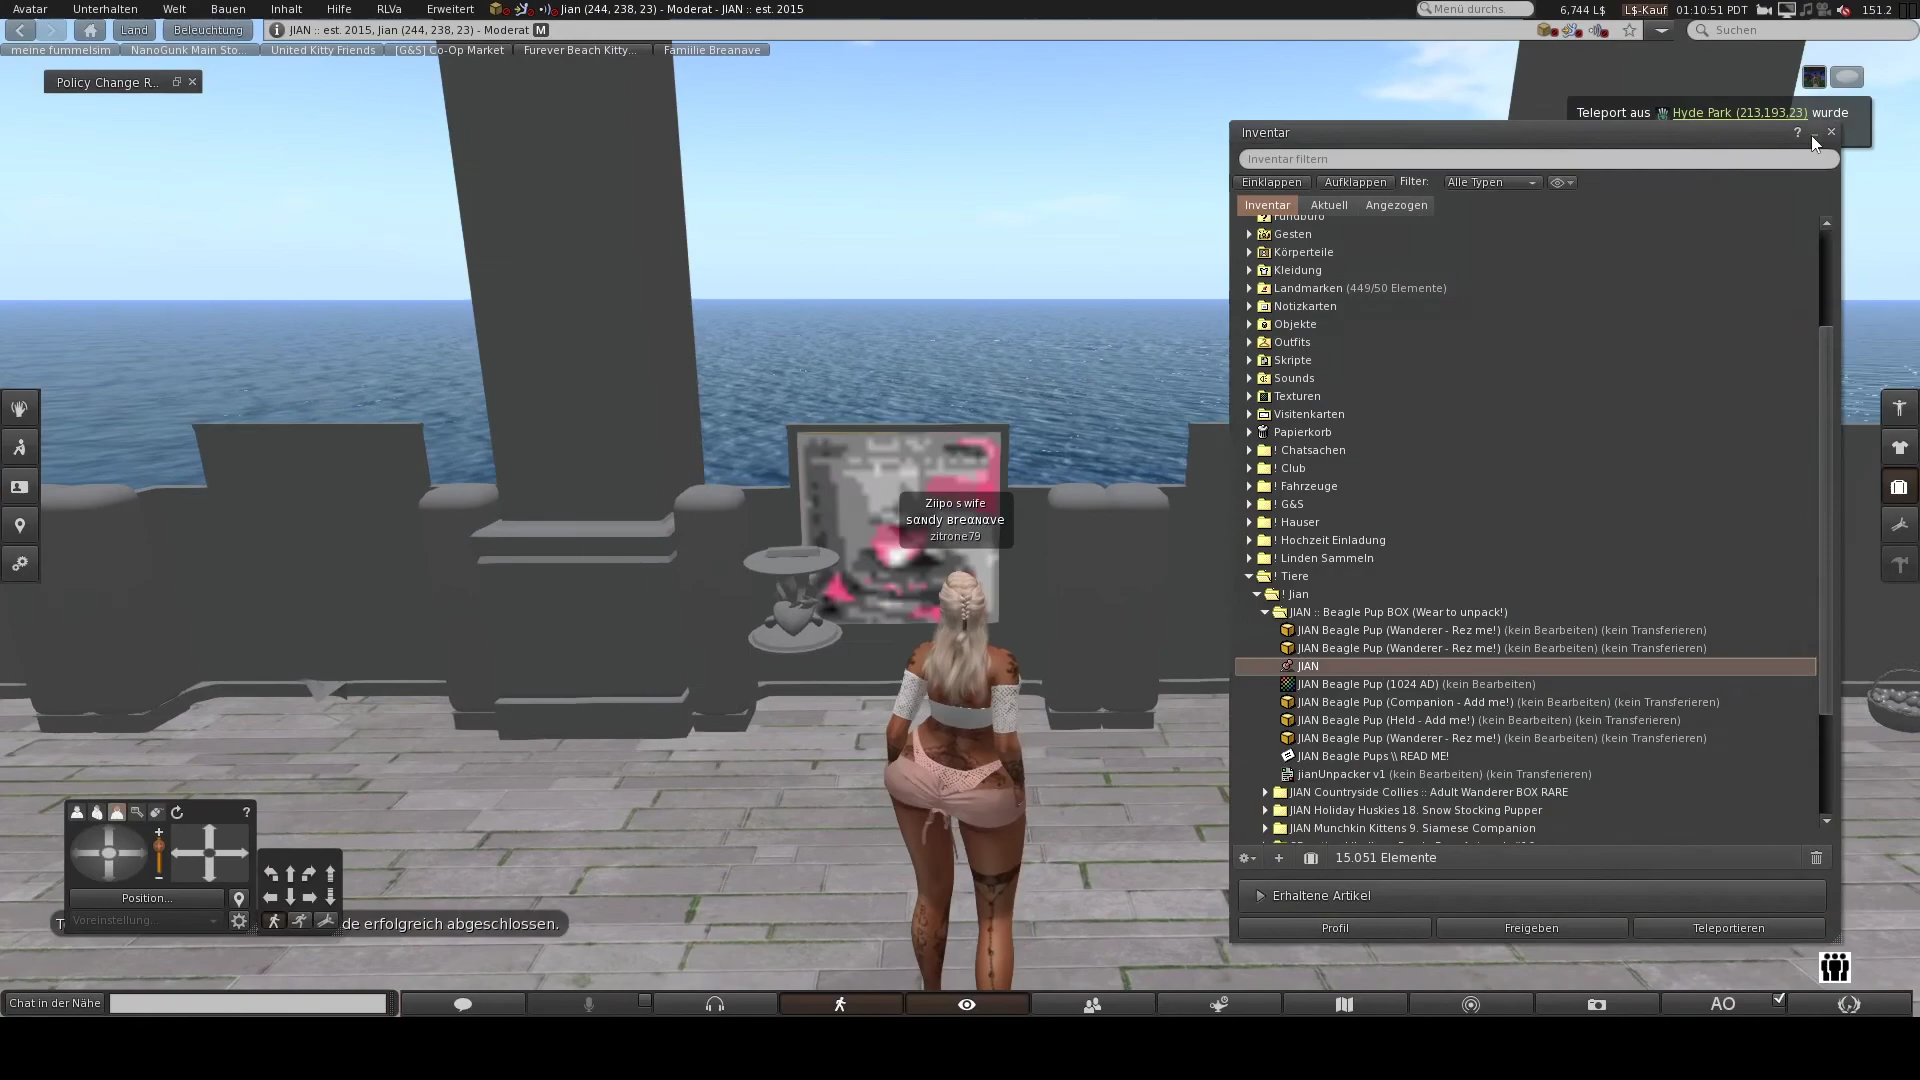 Avatar Unterhalten Welt Bauen Inhalt Hilfe RLVa Erweitert Jian (244, 238, 23) - Moderat - JIAN :: est. 2015 Menü durchs. 6,744 L$ L$-Kauf 01:10:51 PDT 151.2
Land Beleuchtung JIAN :: est. 2015, Jian (244, 238, 23) - Moderat M Suchen
meine fummelsim NanoGunk Main Sto... United Kitty Friends [G&S] Co-Op Market Furever Beach Kitty... Famiilie Breanave
Policy Change R..
Teleport aus Hyde Park (213,193,23) wurde
Inventar ?
Inventar filtern
Einklappen Aufklappen Filter: Alle Typen
Inventar Aktuell Angezogen
Fundbüro
Gesten
Körperteile
Kleidung
Landmarken (449/50 Elemente)
Notizkarten
Objekte
Outfits
Skripte
Sounds
Texturen
Visitenkarten
Papierkorb
! Chatsachen
! Club
! Fahrzeuge
! G&S
! Hauser
! Hochzeit Einladung
! Linden Sammeln
! Tiere
! Jian
JIAN :: Beagle Pup BOX (Wear to unpack!)
JIAN Beagle Pup (Wanderer - Rez me!) (kein Bearbeiten) (kein Transferieren)
JIAN Beagle Pup (Wanderer - Rez me!) (kein Bearbeiten) (kein Transferieren)
JIAN
JIAN Beagle Pup (1024 AD) (kein Bearbeiten)
JIAN Beagle Pup (Companion - Add me!) (kein Bearbeiten) (kein Transferieren)
JIAN Beagle Pup (Held - Add me!) (kein Bearbeiten) (kein Transferieren)
JIAN Beagle Pup (Wanderer - Rez me!) (kein Bearbeiten) (kein Transferieren)
JIAN Beagle Pups \\ READ ME!
jianUnpacker v1 (kein Bearbeiten) (kein Transferieren)
JIAN Countryside Collies :: Adult Wanderer BOX RARE
JIAN Holiday Huskies 18. Snow Stocking Pupper
JIAN Munchkin Kittens 9. Siamese Companion
15.051 Elemente
Erhaltene Artikel
Profil Freigeben Teleportieren
Ziipo s wife
sαɴdy вreαɴαve
zitrone79
?
Position...
Voreinstellung..
de erfolgreich abgeschlossen.
Chat in der Nähe AO